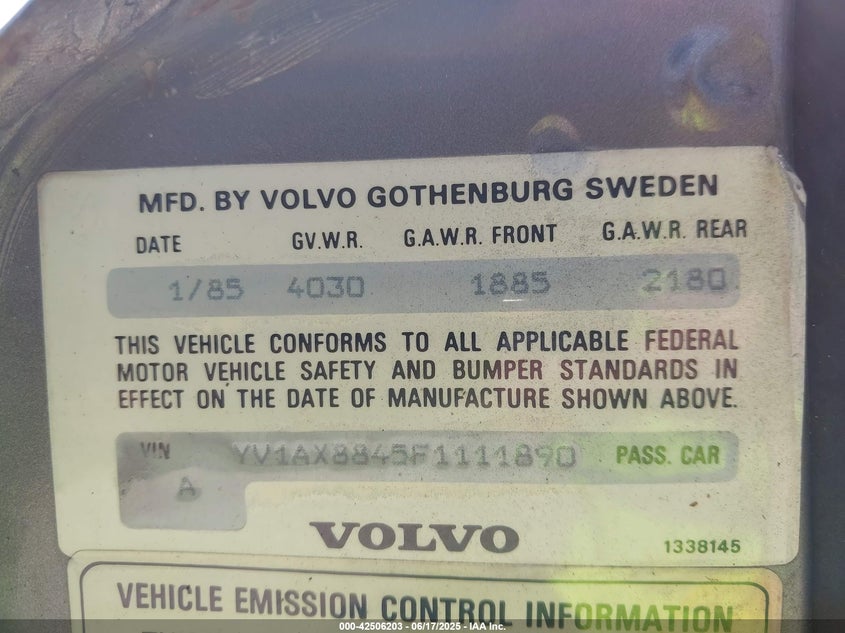 MFD. BY VOLVO GOTHENBURG SWEDEN
DATE GV.W.R. G.A.W.R. FRONT G.A.W.R. REAR
1/85 4030 1885 2180
THIS VEHICLE CONFORMS TO ALL APPLICABLE FEDERAL
MOTOR VEHICLE SAFETY AND BUMPER STANDARDS IN
EFFECT ON THE DATE OF MANUFACTURE SHOWN ABOVE.
VIN YV1AX8845F1111890 PASS. CAR
A
VOLVO 1338145
VEHICLE EMISSION CONTROL INFORMATION
000-42506203 - 06/17/2025 - IAA Inc.